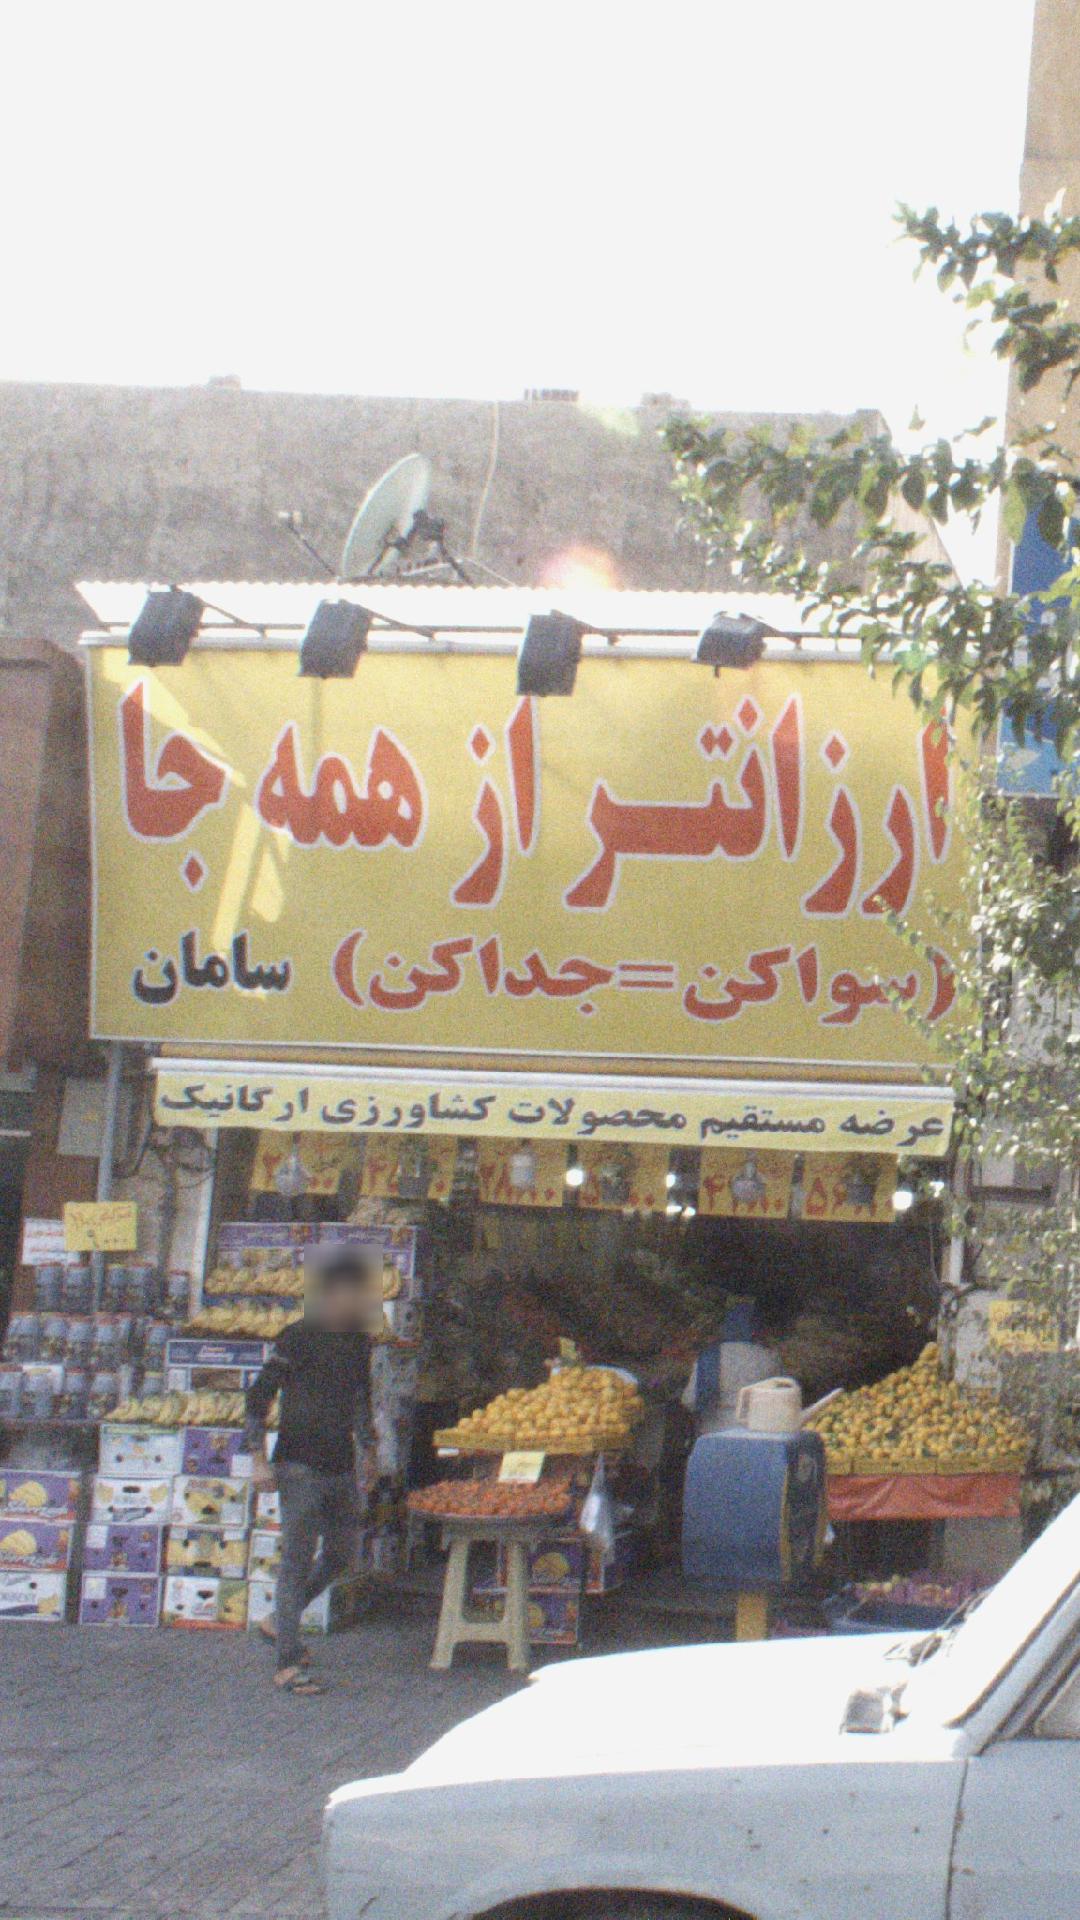 ارزانتر از همه جا
(سواکن=جداکن) سامان
عرضه مستقیم محصولات کشاورزی ارگانیک